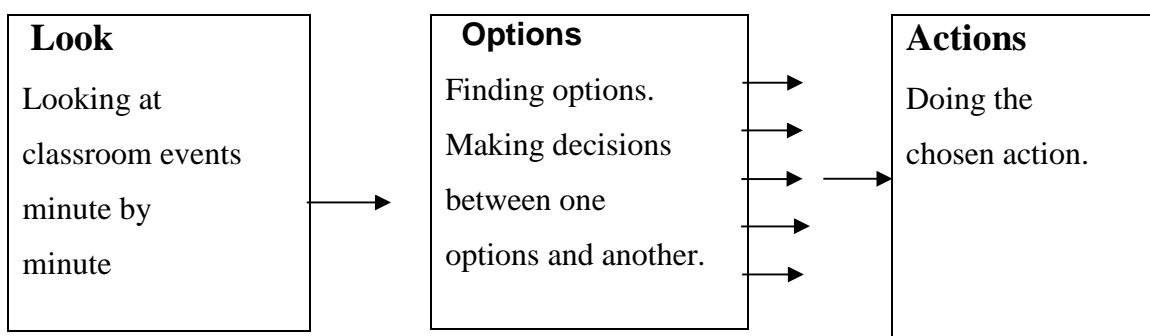 Look
Looking at
classroom events
minute by
minute
Options
Finding options.
Making decisions
between one
options and another.
Actions
Doing the
chosen action.